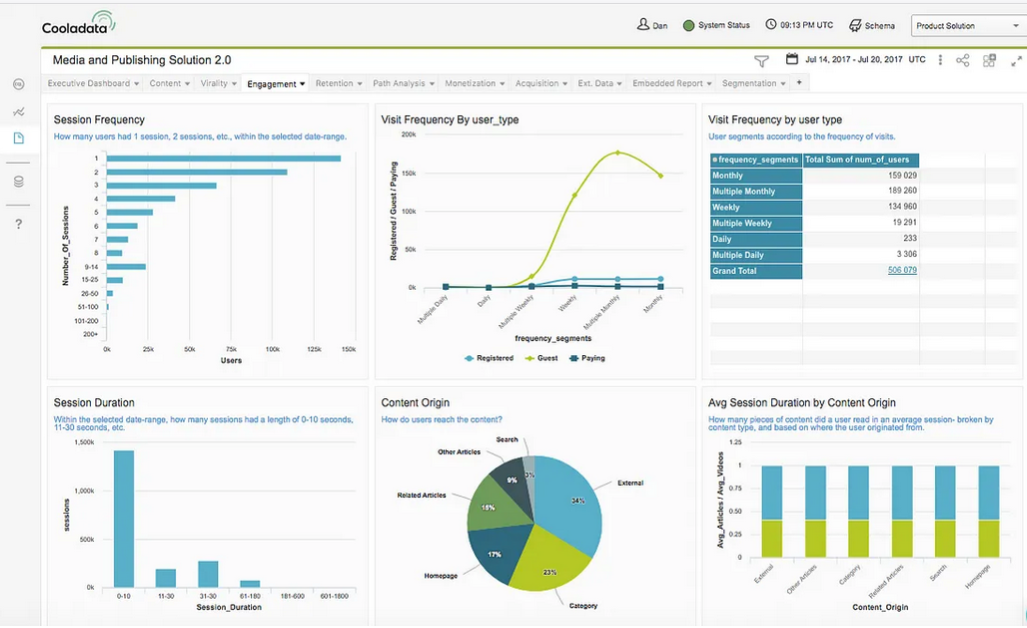 Cooladata
Dan
System Status
09:13 PM UTC
Schema
Product Solution
Media and Publishing Solution 2.0
Jul 14, 2017 - Jul 20, 2017 UTC
Executive Dashboard
Content
Virality
Engagement
Retention
Path Analysis
Monetization
Acquisition
Ext. Data
Embedded Report
Segmentation
+
?
Session Frequency
How many users had 1 session, 2 sessions, etc., within the selected date-range.
Number_Of_Sessions
1
2
3
4
5
6
7
8
9-14
15-25
26-50
51-100
101-200
200+
0k 25k 50k 75k 100k 125k 150k
Users
Visit Frequency By user_type
Registered / Guest / Paying
200k
150k
100k
50k
0k
Multiple Daily
Daily
Multiple Weekly
Weekly
Multiple Monthly
Monthly
frequency_segments
Registered Guest Paying
Visit Frequency by user type
User segments according to the frequency of visits.
frequency_segments Total Sum of num_of_users
Monthly 159 029
Multiple Monthly 189 260
Weekly 134 960
Multiple Weekly 19 291
Daily 233
Multiple Daily 3 306
Grand Total 506 079
Session Duration
Within the selected date-range, how many sessions had a length of 0-10 seconds,
11-30 seconds, etc.
sessions
1,500k
1,000k
500k
0k
0-10 11-30 31-30 61-180 181-600 601-1800
Session_Duration
Content Origin
How do users reach the content?
Search
Other Articles
External
Related Articles
Homepage
Category
3%
9%
34%
17%
23%
Avg Session Duration by Content Origin
How many pieces of content did a user read in an average session- broken by
content type, and based on where the user originated from.
Avg_Articles / Avg_Videos
1.25
1
0.75
0.50
0.25
0
External
Other Articles
Category
Related Articles
Search
Homepage
Content_Origin